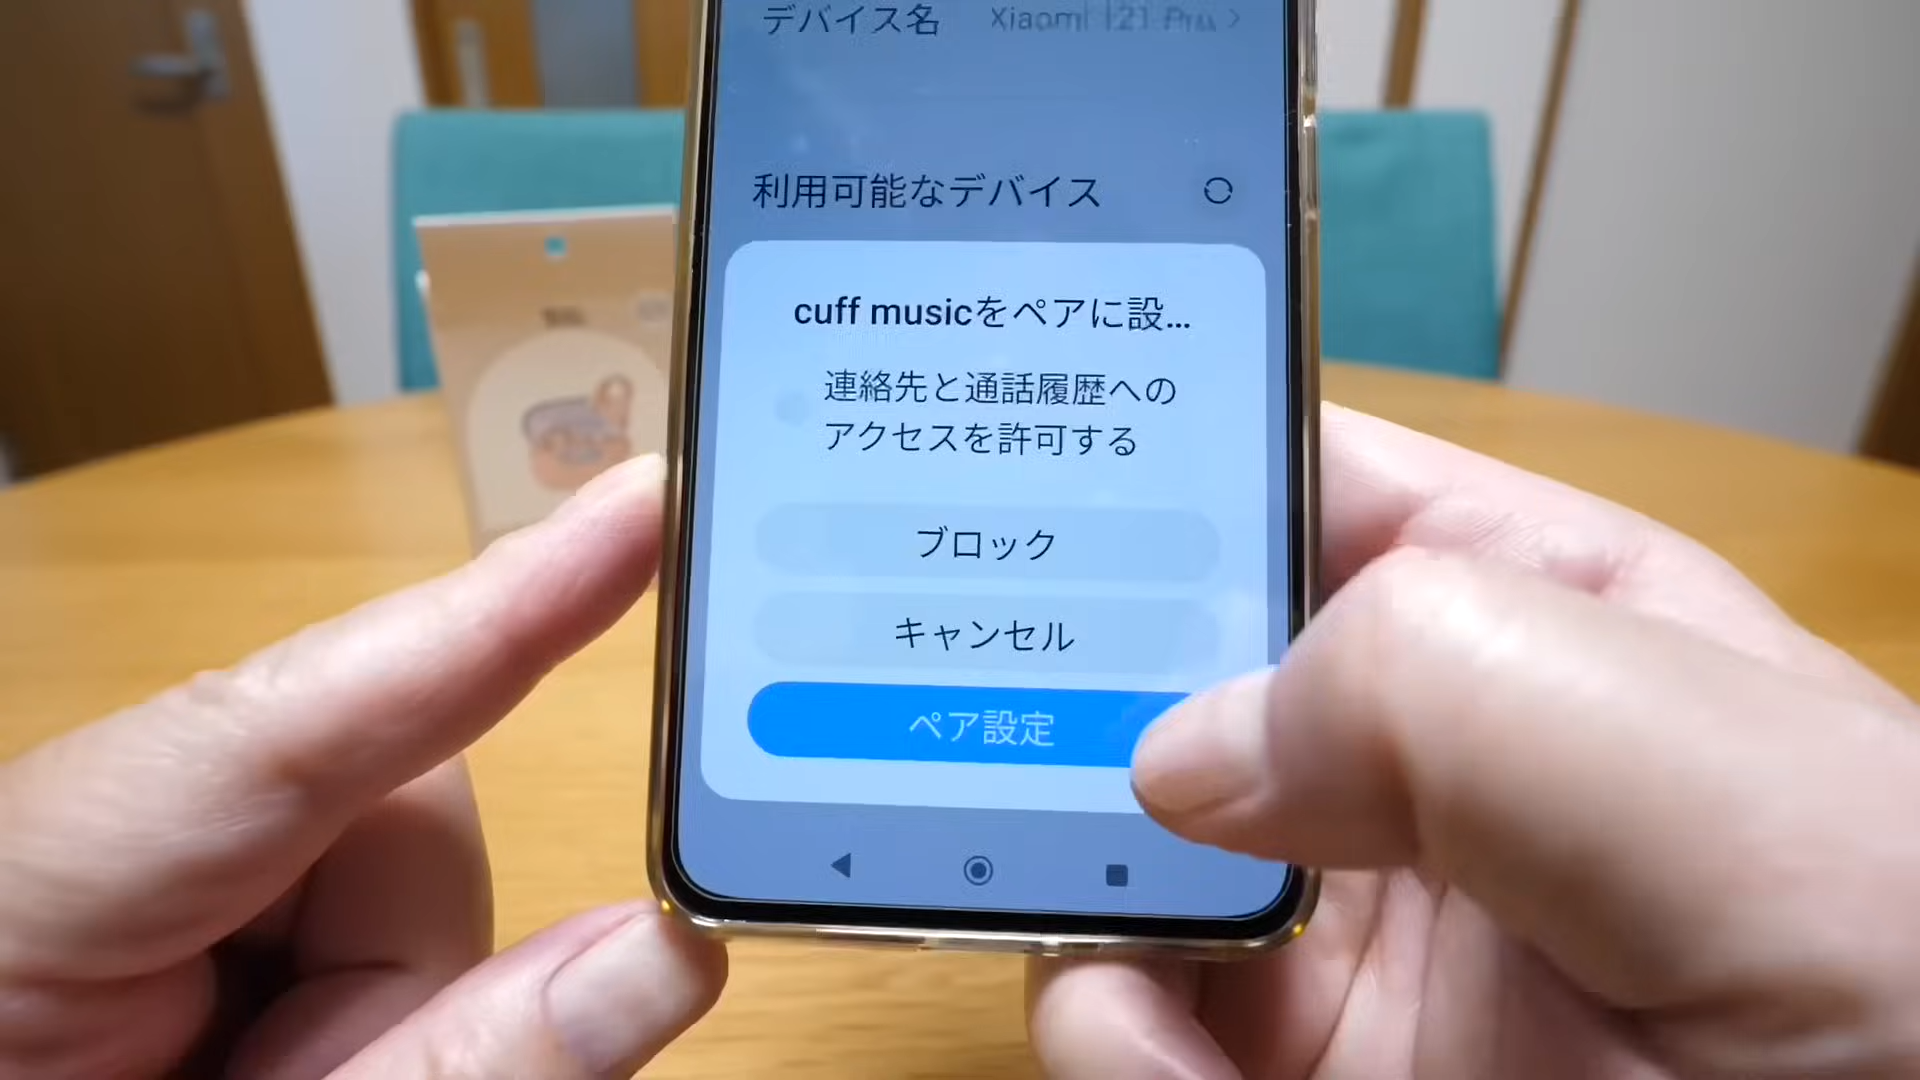 デバイス名 Xiaomi
利用可能なデバイス
cuff musicをペアに設...
連絡先と通話履歴への
アクセスを許可する
ブロック
キャンセル
ペア設定